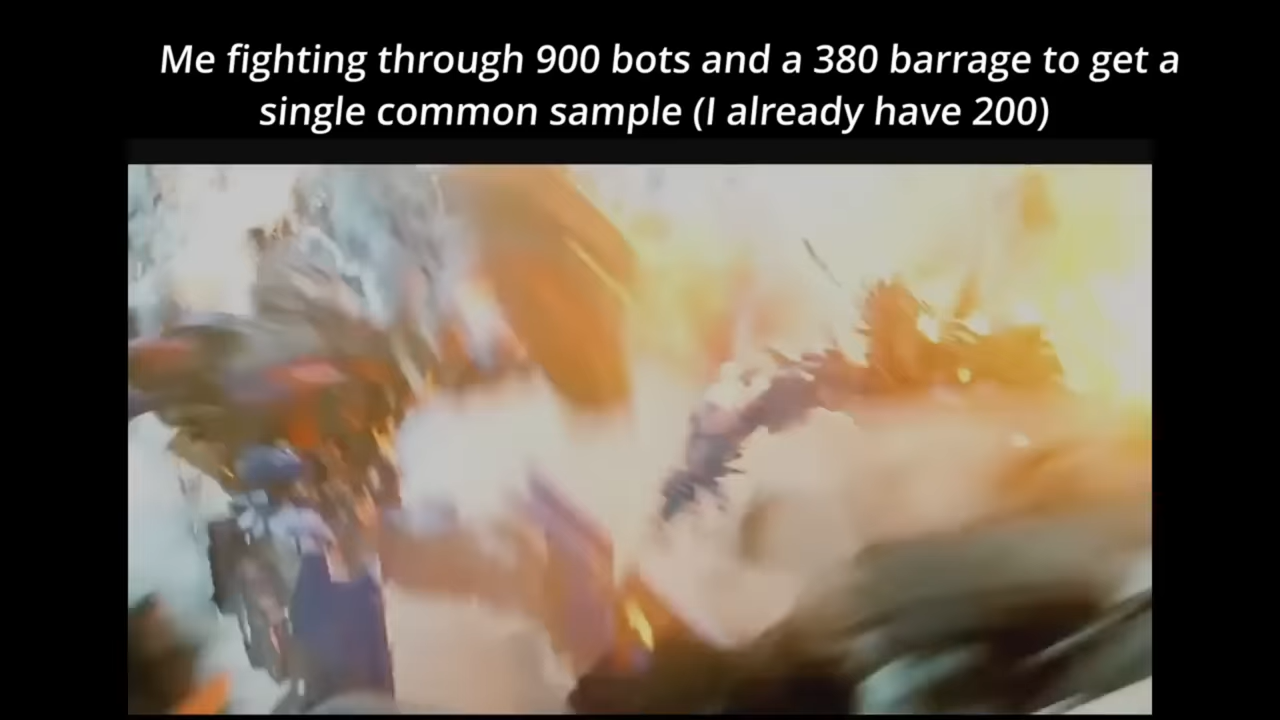 Me fighting through 900 bots and a 380 barrage to get a
single common sample (I already have 200)